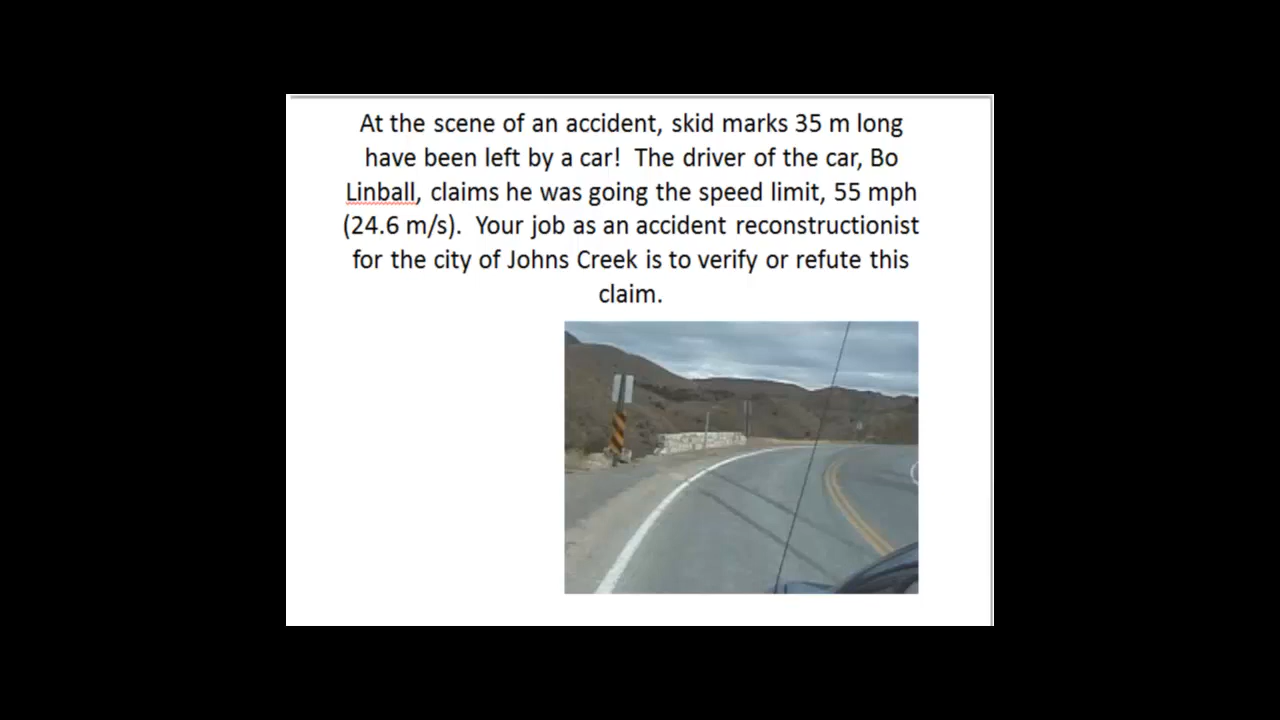 At the scene of an accident, skid marks 35 m long
have been left by a car!  The driver of the car, Bo
Linball, claims he was going the speed limit, 55 mph
(24.6 m/s).  Your job as an accident reconstructionist
for the city of Johns Creek is to verify or refute this
claim.